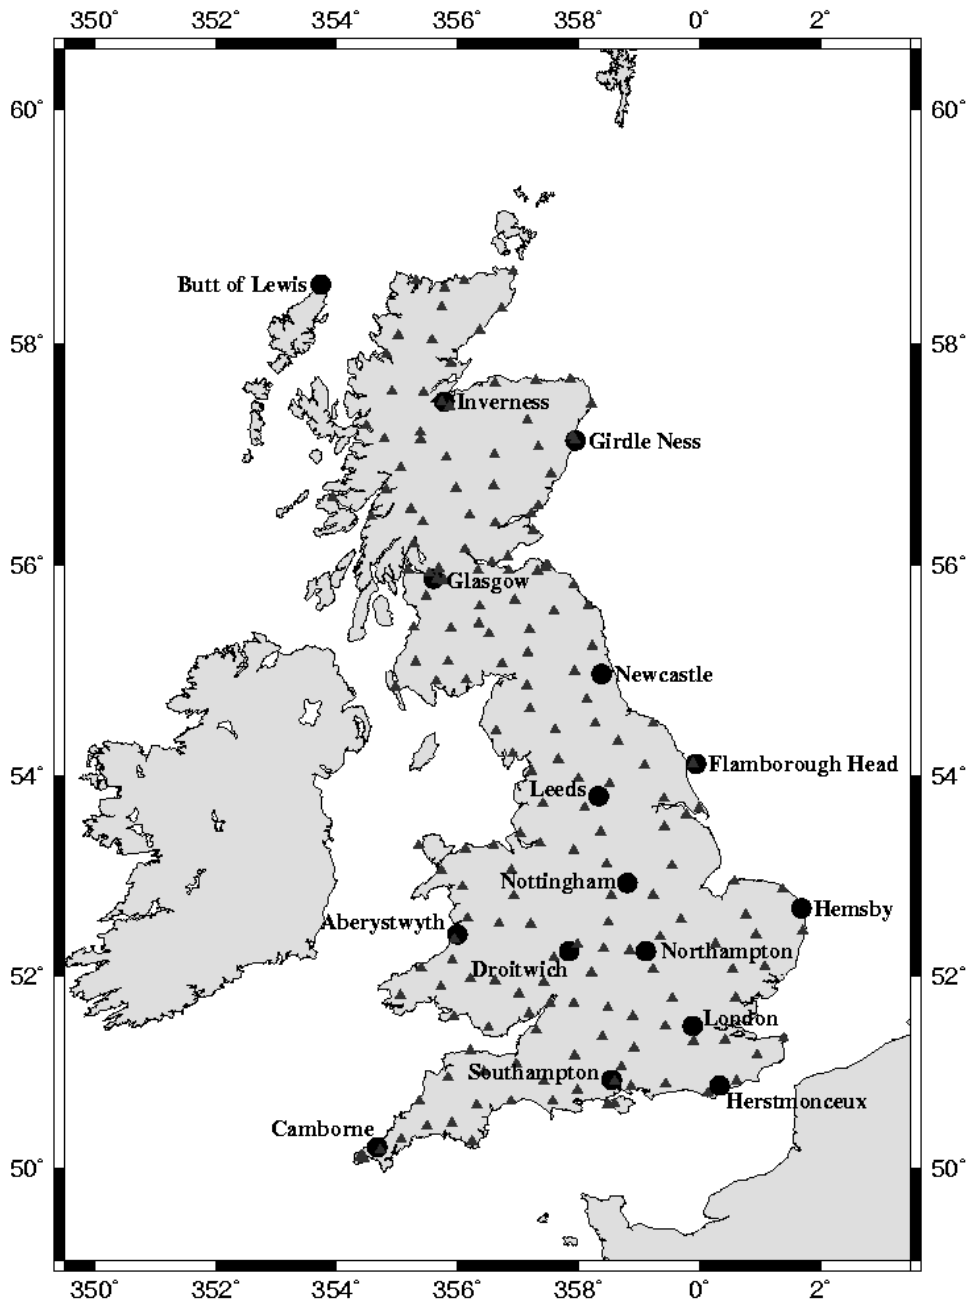 350° 352° 354° 356° 358° 0° 2°
60° 60°
Butt of Lewis
58° 58°
Inverness
Girdle Ness
56° 56°
Glasgow
Newcastle
Flamborough Head
54° 54°
Leeds
Nottingham
Hemsby
Aberystwyth
Northampton
Droitwich
52° 52°
London
Southampton
Herstmonceux
Camborne
50° 50°
350° 352° 354° 356° 358° 0° 2°